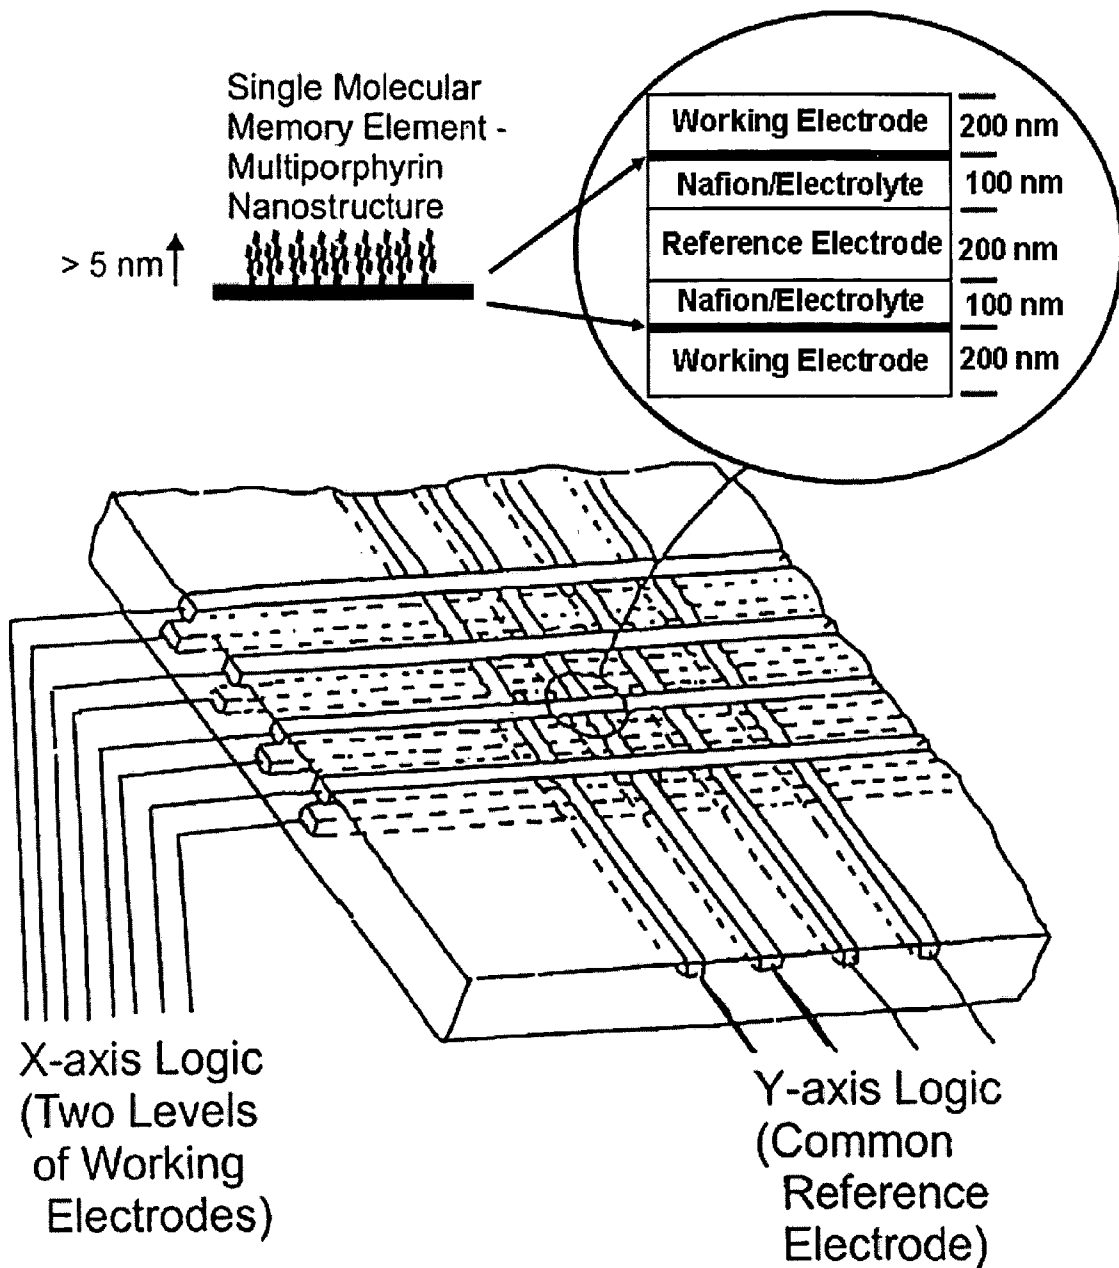 Single Molecular
Memory Element -
Multiporphyrin
Nanostructure
> 5 nm
Working Electrode
200 nm
Nafion/Electrolyte
100 nm
Reference Electrode
200 nm
Nafion/Electrolyte
100 nm
Working Electrode
200 nm
X-axis Logic
(Two Levels
of Working
Electrodes)
Y-axis Logic
(Common
Reference
Electrode)